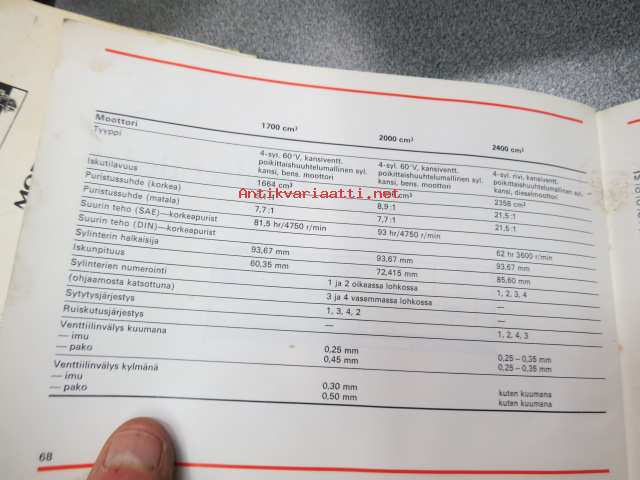 Moottori 1700 cm³ 2000 cm³ 2400 cm³
Tyyppi 4-syl. 60°V, kansiventt. 4-syl. 60°V, kansiventt. 4-syl. rivi, kansiventt.
poikittaishuuhtelumallinen syl. poikittaishuuhtelumallinen syl. poikittaishuuhtelumallinen syl.
kansi, bens. moottori kansi, bens. moottori kansi, dieselmoottori
Iskutilavuus 1664 cm³ cm³ 2358 cm³
Antikvariaatti.net
Puristussuhde (korkea) 8,9:1 21,5:1
Puristussuhde (matala) 7,7:1 7,7:1 21,5:1
Suurin teho (SAE)—korkeapurist 81,5 hr/4750 r/min 93 hr/4750 r/min
Suurin teho (DIN)—korkeapurist 62 hr 3600 r/min
Sylinterin halkaisija 93,67 mm 93,67 mm 93,67 mm
Iskunpituus 60,35 mm 72,415 mm 85,60 mm
Sylinterien numerointi
(ohjaamosta katsottuna) 1 ja 2 oikeassa lohkossa 1, 2, 3, 4
3 ja 4 vasemmassa lohkossa —
Sytytysjärjestys 1, 3, 4, 2 —
Ruiskutusjärjestys — 1, 2, 4, 3
Venttiilinvälys kuumana
— imu 0,25 mm 0,25–0,35 mm
— pako 0,45 mm 0,25–0,35 mm
Venttiilinvälys kylmänä
— imu 0,30 mm kuten kuumana
— pako 0,50 mm kuten kuumana
68